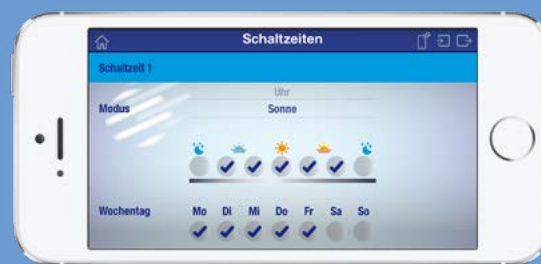 Schaltzeiten
Schaltzeit 1
Uhr
Modus Sonne
Wochentag Mo Di Mi Do Fr Sa So